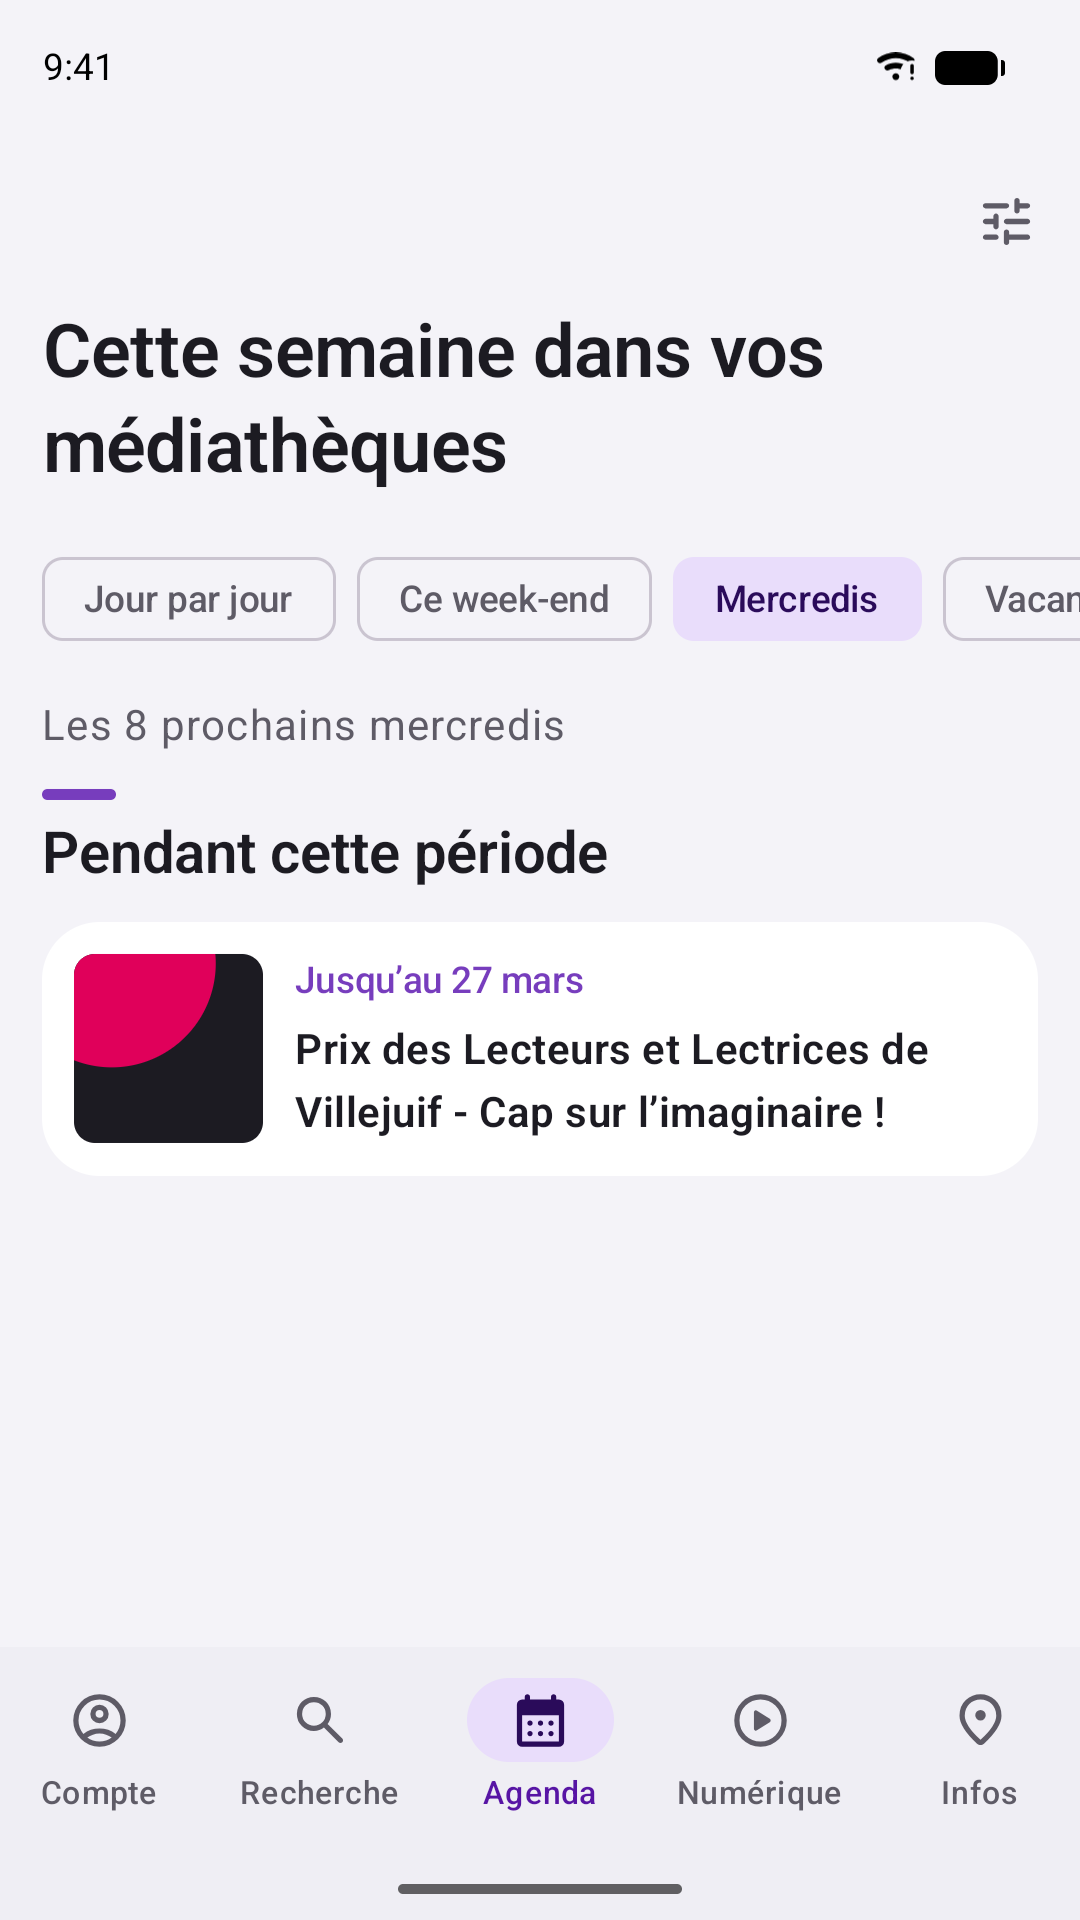 9:41
Cette semaine dans vos
médiathèques
Jour par jour
Ce week-end
Mercredis
Vacan
Les 8 prochains mercredis
Pendant cette période
Jusqu’au 27 mars
Prix des Lecteurs et Lectrices de
Villejuif - Cap sur l’imaginaire !
Compte
Recherche
Agenda
Numérique
Infos